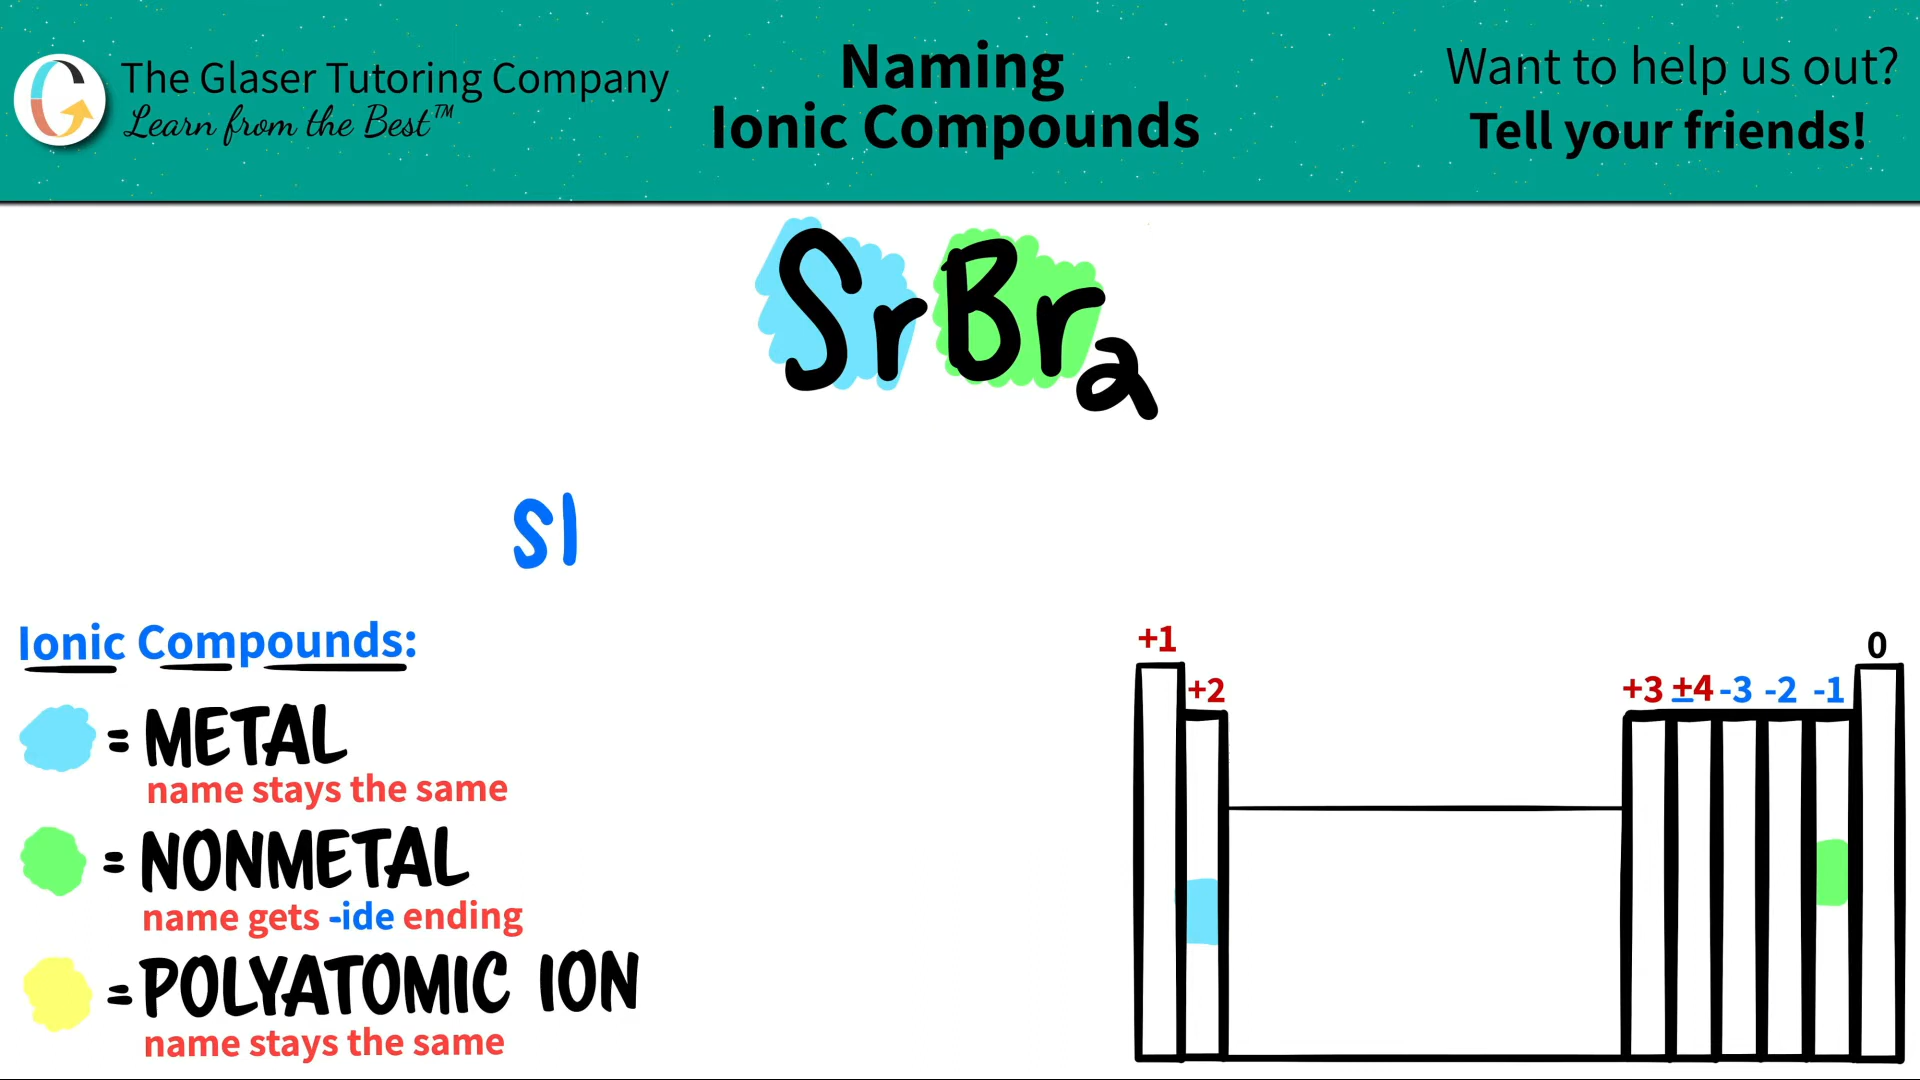 The Glaser Tutoring Company
Learn from the Best™
Naming
Ionic Compounds
Want to help us out?
Tell your friends!
SrBr₂
Ionic Compounds:
= METAL
name stays the same
= NONMETAL
name gets -ide ending
= POLYATOMIC ION
name stays the same
+1
0
+2
+3 ±4 -3 -2 -1